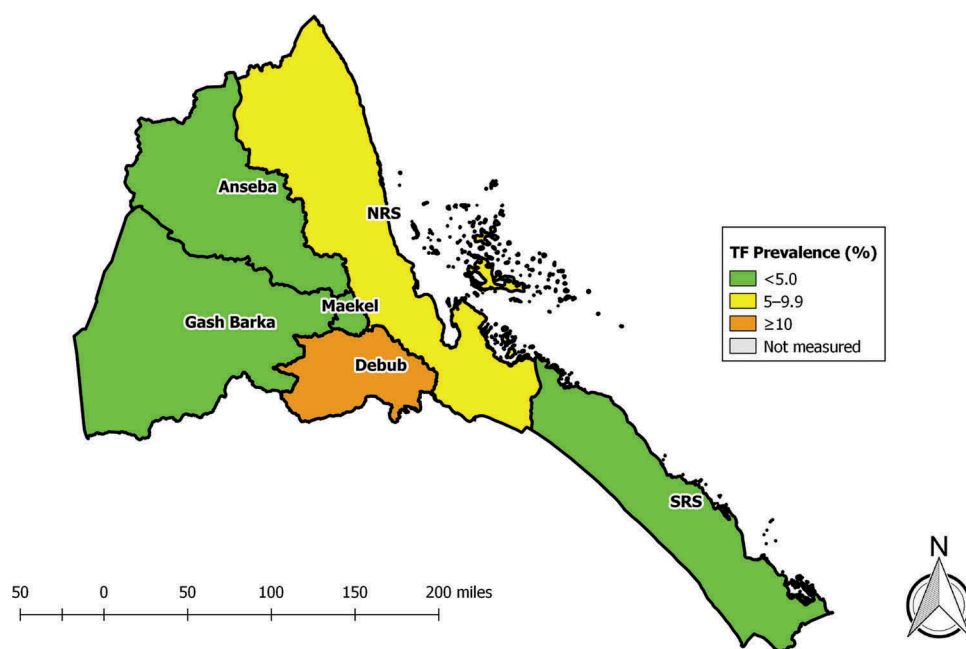 Anseba
NRS
Maekel
Gash Barka
Debub
SRS
TF Prevalence (%)
<5.0
5–9.9
≥10
Not measured
50 0 50 100 150 200 miles
N